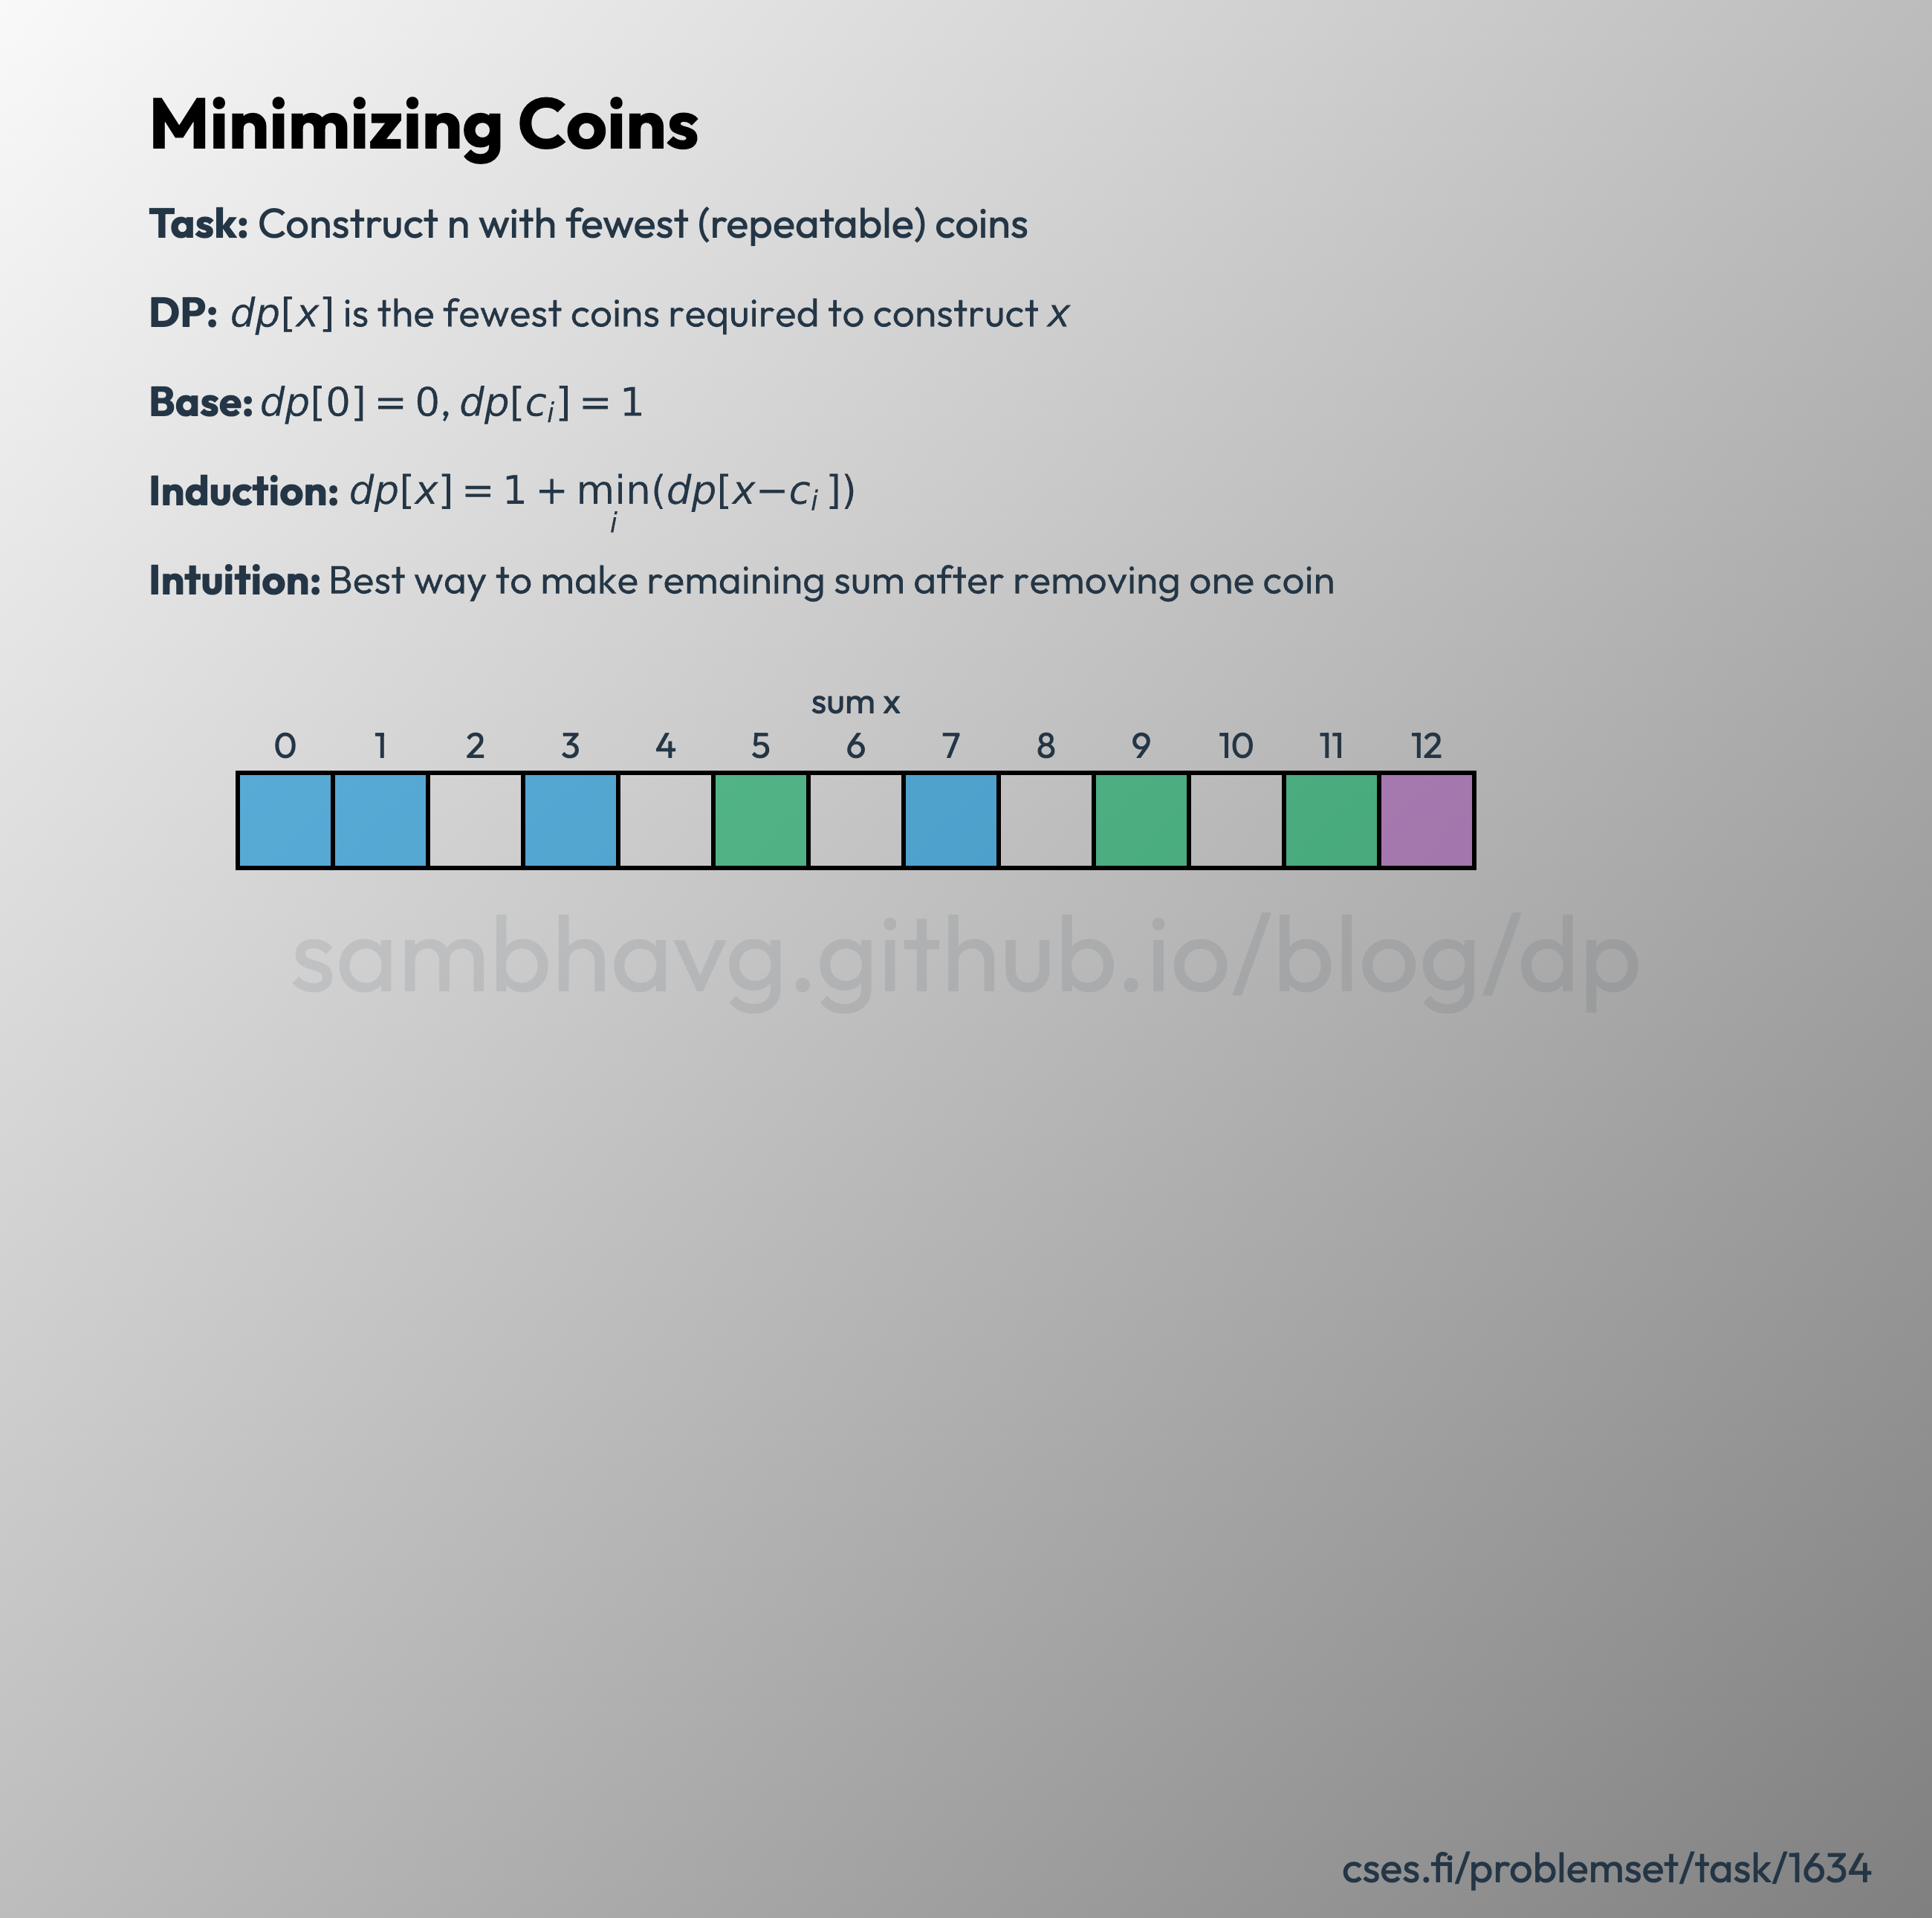 Minimizing Coins
Task: Construct n with fewest (repeatable) coins
DP: dp[x] is the fewest coins required to construct x
Base: dp[0] = 0, dp[cᵢ] = 1
Induction: dp[x] = 1 + min(dp[x−cᵢ ])
i
Intuition: Best way to make remaining sum after removing one coin
sum x
0 1 2 3 4 5 6 7 8 9 10 11 12
sambhavg.github.io/blog/dp
cses.fi/problemset/task/1634